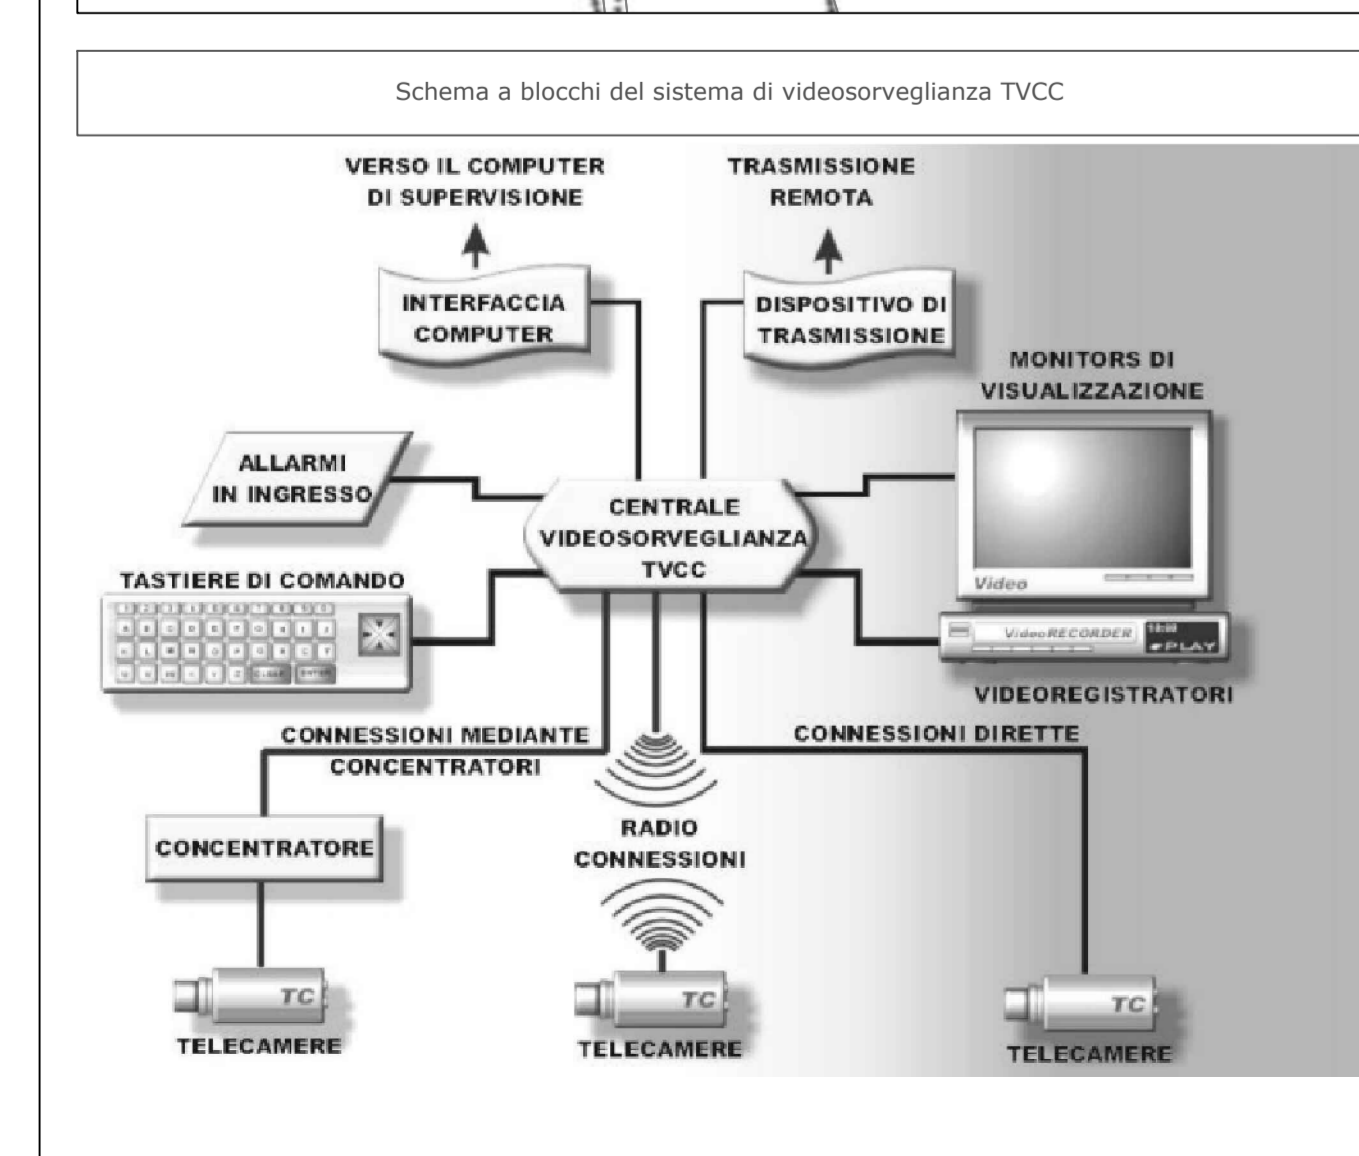 Schema a blocchi del sistema di videosorveglianza TVCC
VERSO IL COMPUTER
DI SUPERVISIONE
TRASMISSIONE
REMOTA
INTERFACCIA
COMPUTER
DISPOSITIVO DI
TRASMISSIONE
MONITORS DI
VISUALIZZAZIONE
ALLARMI
IN INGRESSO
CENTRALE
VIDEOSORVEGLIANZA
TVCC
Video
TASTIERE DI COMANDO
VideoRECORDER
PLAY
VIDEOREGISTRATORI
CONNESSIONI MEDIANTE
CONCENTRATORI
CONNESSIONI DIRETTE
RADIO
CONNESSIONI
CONCENTRATORE
TC
TELECAMERE
TC
TELECAMERE
TC
TELECAMERE